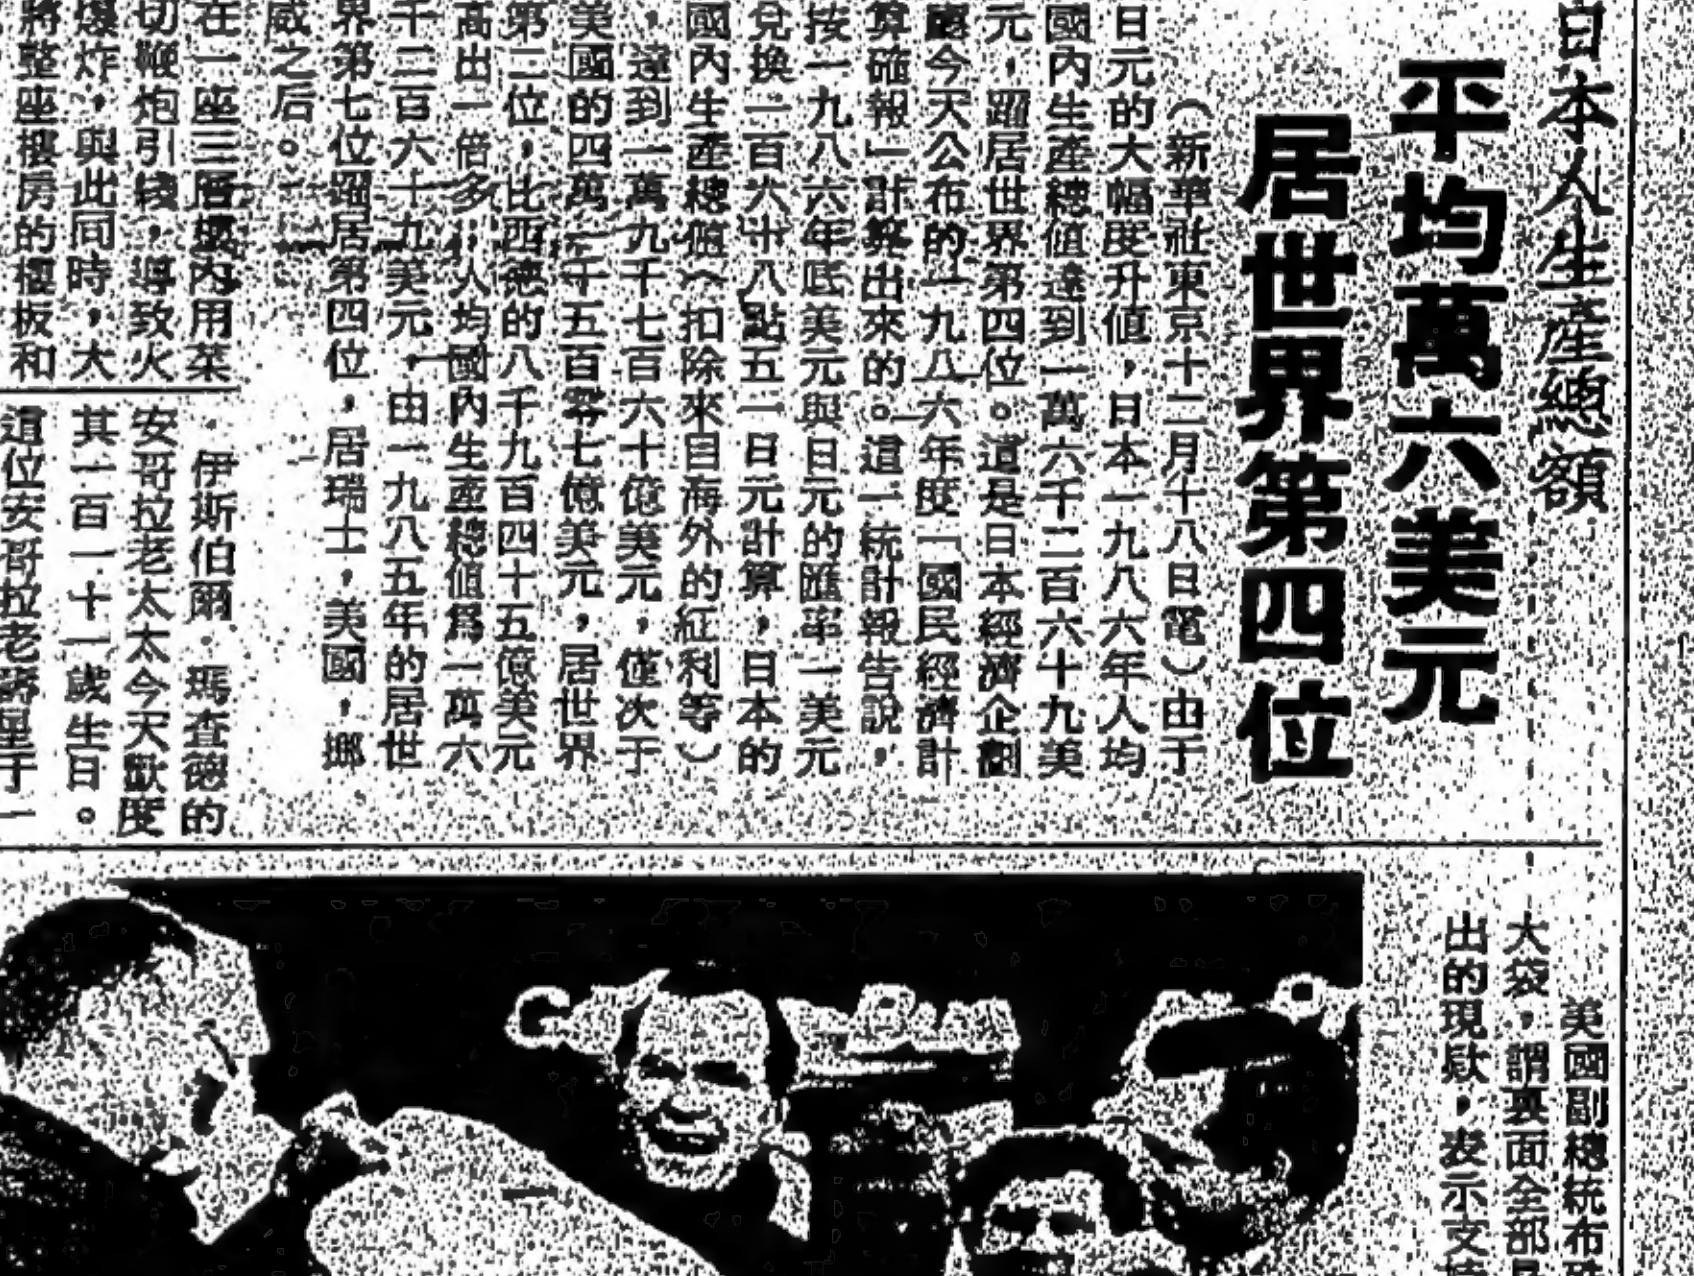 日本人生產總額
平均萬六美元
居世界第四位
（新華社東京十二月十八日電）由于
日元的大幅度升值，日本一九八六年人均
國內生產總值達到一萬六千二百六十九美
元，躍居世界第四位。這是日本經濟企劃
廳今天公布的一九八六年度「國民經濟計
算確報」計算出來的。這一統計報告說，
按一九八六年底美元與日元的匯率一美元
兌換一百六十八點五一日元計算，日本的
國內生產總值（扣除來自海外的紅利等）
，達到一萬九千七百六十億美元，僅次于
美國的四萬一千五百零七億美元，居世界
第二位，比西德的八千九百四十五億美元
高出一倍多，人均國內生產總值爲一萬六
千二百六十九美元，由一九八五年的居世
界第七位躍居第四位，居瑞士，美國，挪
威之后。
在一座三層樓內用菜
切鞭炮引綫，導致火
爆炸，與此同時，大
將整座樓房的樓板和
伊斯伯爾·瑪查德的
安哥拉老太太今天歡度
其一百一十一歲生日。
這位安哥拉老壽星于一
美國副總統布
大袋，謂裏面全部
出的現欵，表示支